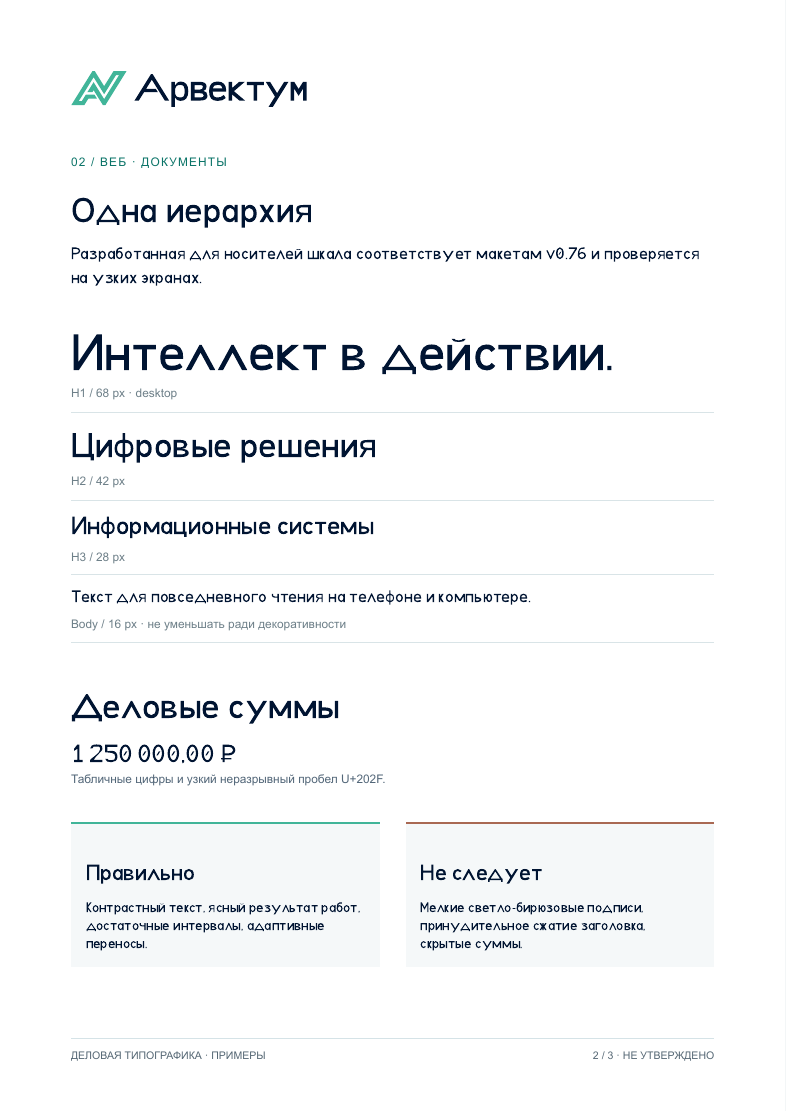 Арвектум
02 / ВЕБ · ДОКУМЕНТЫ
Одна иерархия
Разработанная для носителей шкала соответствует макетам v0.76 и проверяется
на узких экранах.
Интеллект в действии.
H1 / 68 px · desktop
Цифровые решения
H2 / 42 px
Информационные системы
H3 / 28 px
Текст для повседневного чтения на телефоне и компьютере.
Body / 16 px · не уменьшать ради декоративности
Деловые суммы
1 250 000,00 ₽
Табличные цифры и узкий неразрывный пробел U+202F.
Правильно
Контрастный текст, ясный результат работ,
достаточные интервалы, адаптивные
переносы.
Не следует
Мелкие светло-бирюзовые подписи,
принудительное сжатие заголовка,
скрытые суммы.
ДЕЛОВАЯ ТИПОГРАФИКА · ПРИМЕРЫ
2 / 3 · НЕ УТВЕРЖДЕНО